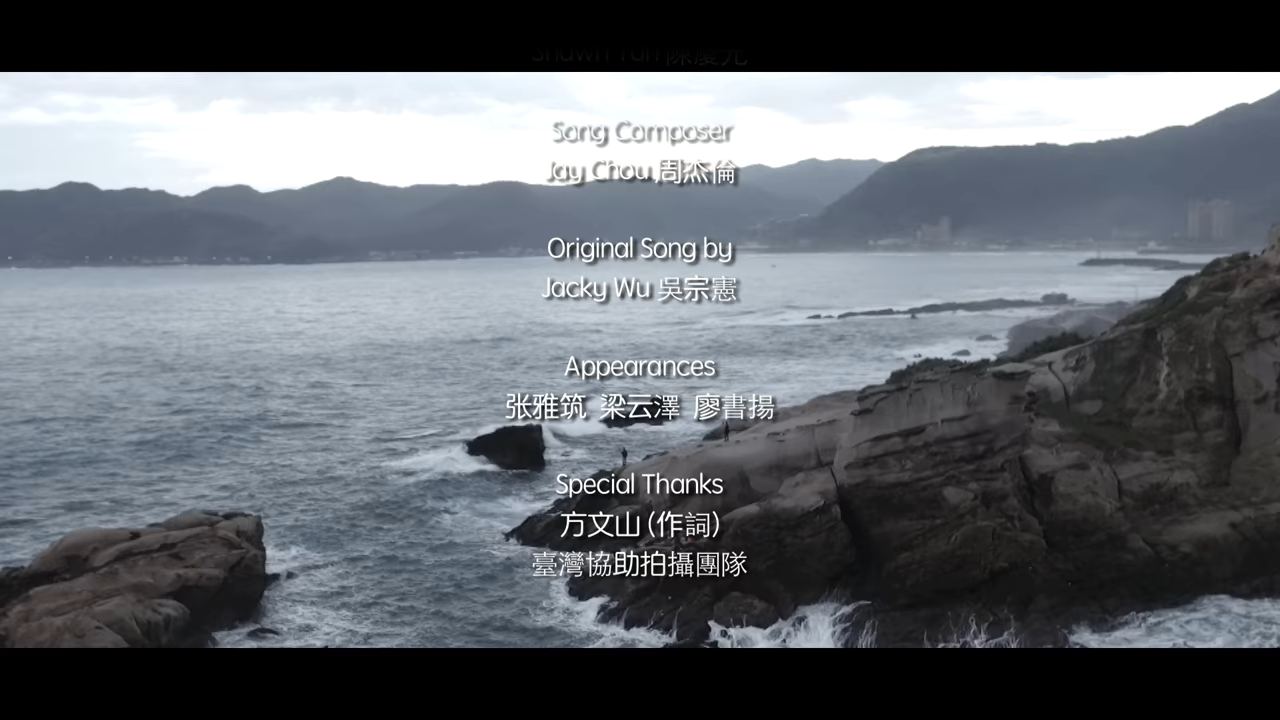 Song Composer
Jay Chou 周杰倫
Original Song by
Jacky Wu 吳宗憲
Appearances
张雅筑 梁云澤 廖書揚
Special Thanks
方文山（作詞）
臺灣協助拍攝團隊